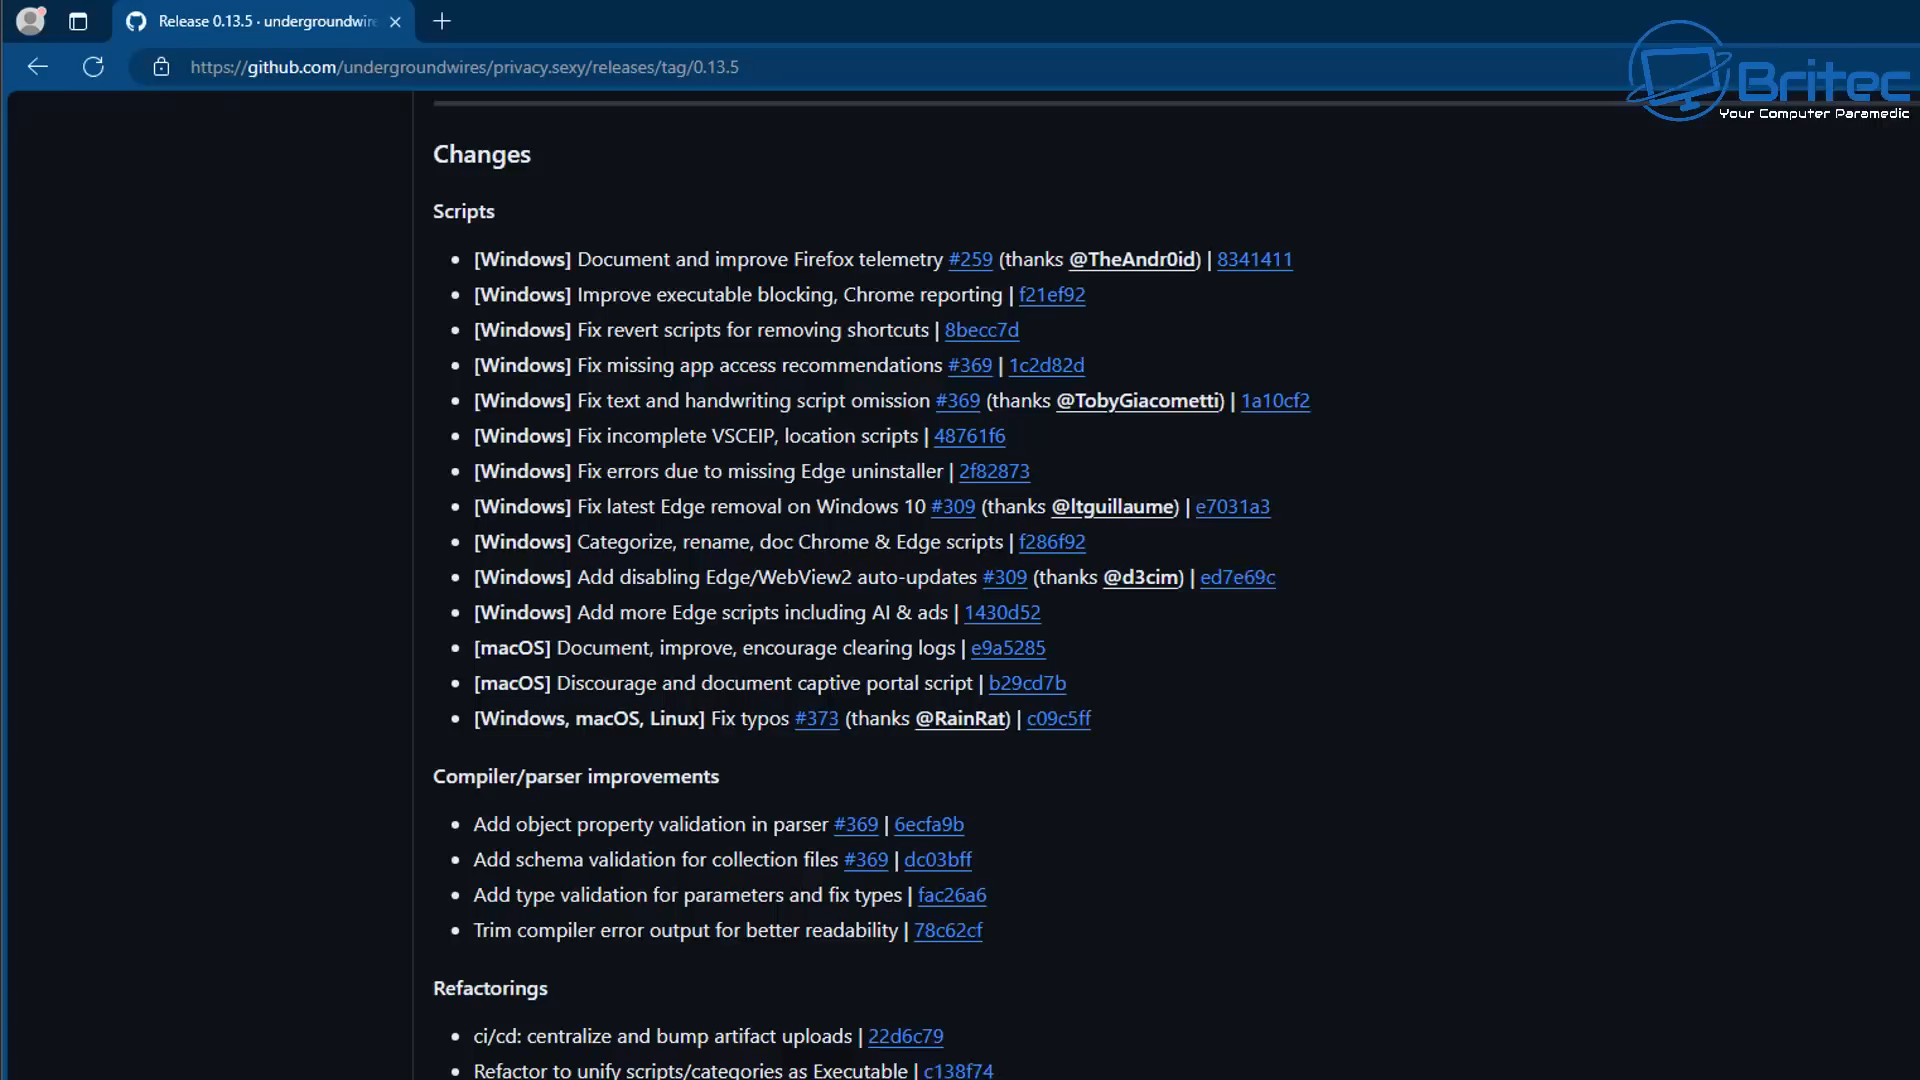 Release 0.13.5 · undergroundwire
https://github.com/undergroundwires/privacy.sexy/releases/tag/0.13.5
Britec
Your Computer Paramedic
Changes
Scripts
[Windows] Document and improve Firefox telemetry #259 (thanks @TheAndr0id) | 8341411
[Windows] Improve executable blocking, Chrome reporting | f21ef92
[Windows] Fix revert scripts for removing shortcuts | 8becc7d
[Windows] Fix missing app access recommendations #369 | 1c2d82d
[Windows] Fix text and handwriting script omission #369 (thanks @TobyGiacometti) | 1a10cf2
[Windows] Fix incomplete VSCEIP, location scripts | 48761f6
[Windows] Fix errors due to missing Edge uninstaller | 2f82873
[Windows] Fix latest Edge removal on Windows 10 #309 (thanks @ltguillaume) | e7031a3
[Windows] Categorize, rename, doc Chrome & Edge scripts | f286f92
[Windows] Add disabling Edge/WebView2 auto-updates #309 (thanks @d3cim) | ed7e69c
[Windows] Add more Edge scripts including AI & ads | 1430d52
[macOS] Document, improve, encourage clearing logs | e9a5285
[macOS] Discourage and document captive portal script | b29cd7b
[Windows, macOS, Linux] Fix typos #373 (thanks @RainRat) | c09c5ff
Compiler/parser improvements
Add object property validation in parser #369 | 6ecfa9b
Add schema validation for collection files #369 | dc03bff
Add type validation for parameters and fix types | fac26a6
Trim compiler error output for better readability | 78c62cf
Refactorings
ci/cd: centralize and bump artifact uploads | 22d6c79
Refactor to unify scripts/categories as Executable | c138f74